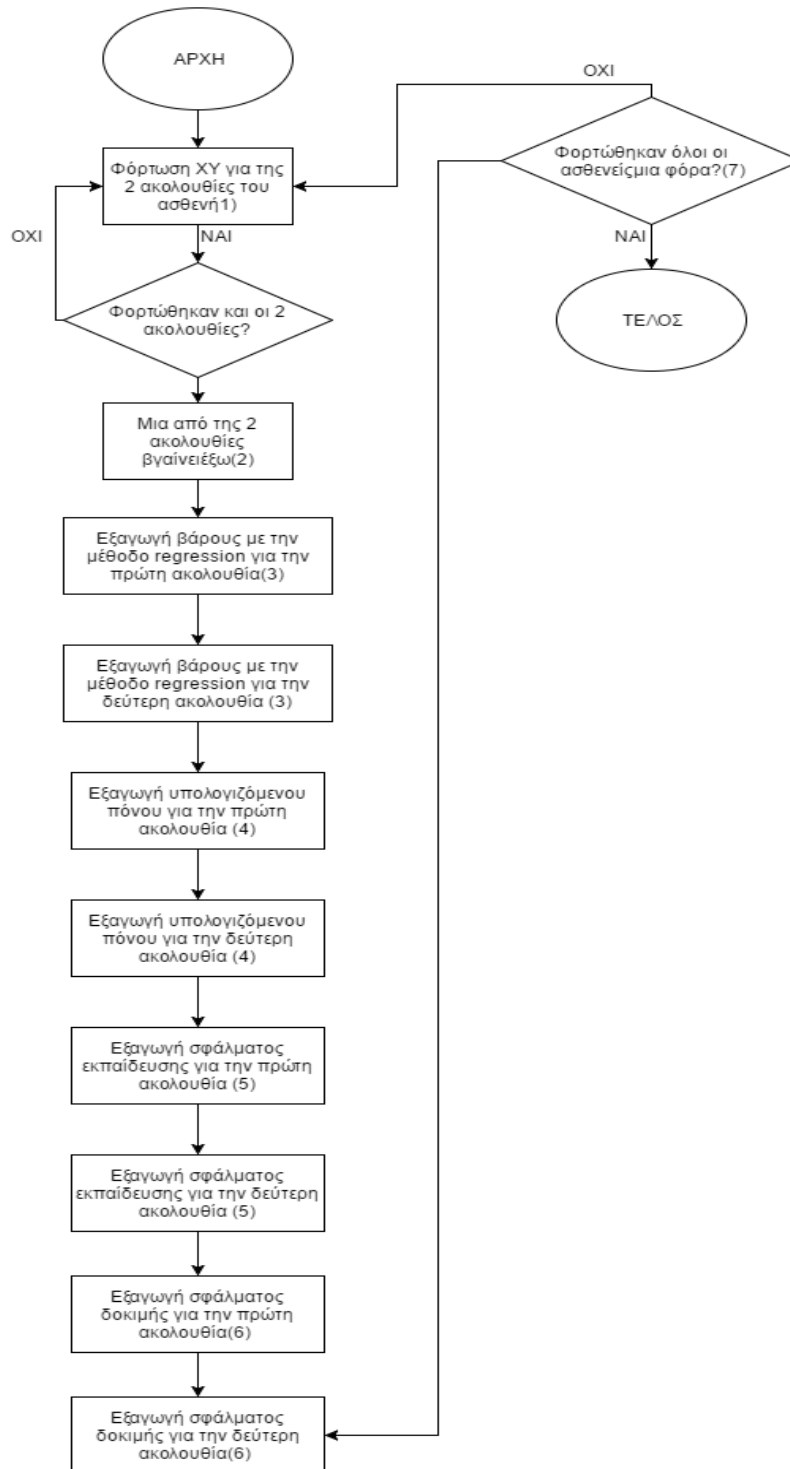 ΑΡΧΗ
Φόρτωση XY για της
2 ακολουθίες του
ασθενή1)
ΟΧΙ
ΝΑΙ
Φορτώθηκαν και οι 2
ακολουθίες?
Μια από της 2
ακολουθίες
βγαίνειέξω(2)
Εξαγωγή βάρους με την
μέθοδο regression για την
πρώτη ακολουθία(3)
Εξαγωγή βάρους με την
μέθοδο regression για την
δεύτερη ακολουθία (3)
Εξαγωγή υπολογιζόμενου
πόνου για την πρώτη
ακολουθία (4)
Εξαγωγή υπολογιζόμενου
πόνου για την δεύτερη
ακολουθία (4)
Εξαγωγή σφάλματος
εκπαίδευσης για την πρώτη
ακολουθία (5)
Εξαγωγή σφάλματος
εκπαίδευσης για την δεύτερη
ακολουθία (5)
Εξαγωγή σφάλματος
δοκιμής για την πρώτη
ακολουθία(6)
Εξαγωγή σφάλματος
δοκιμής για την δεύτερη
ακολουθία(6)
ΟΧΙ
Φορτώθηκαν όλοι οι
ασθενείςμια φόρα?(7)
ΝΑΙ
ΤΕΛΟΣ